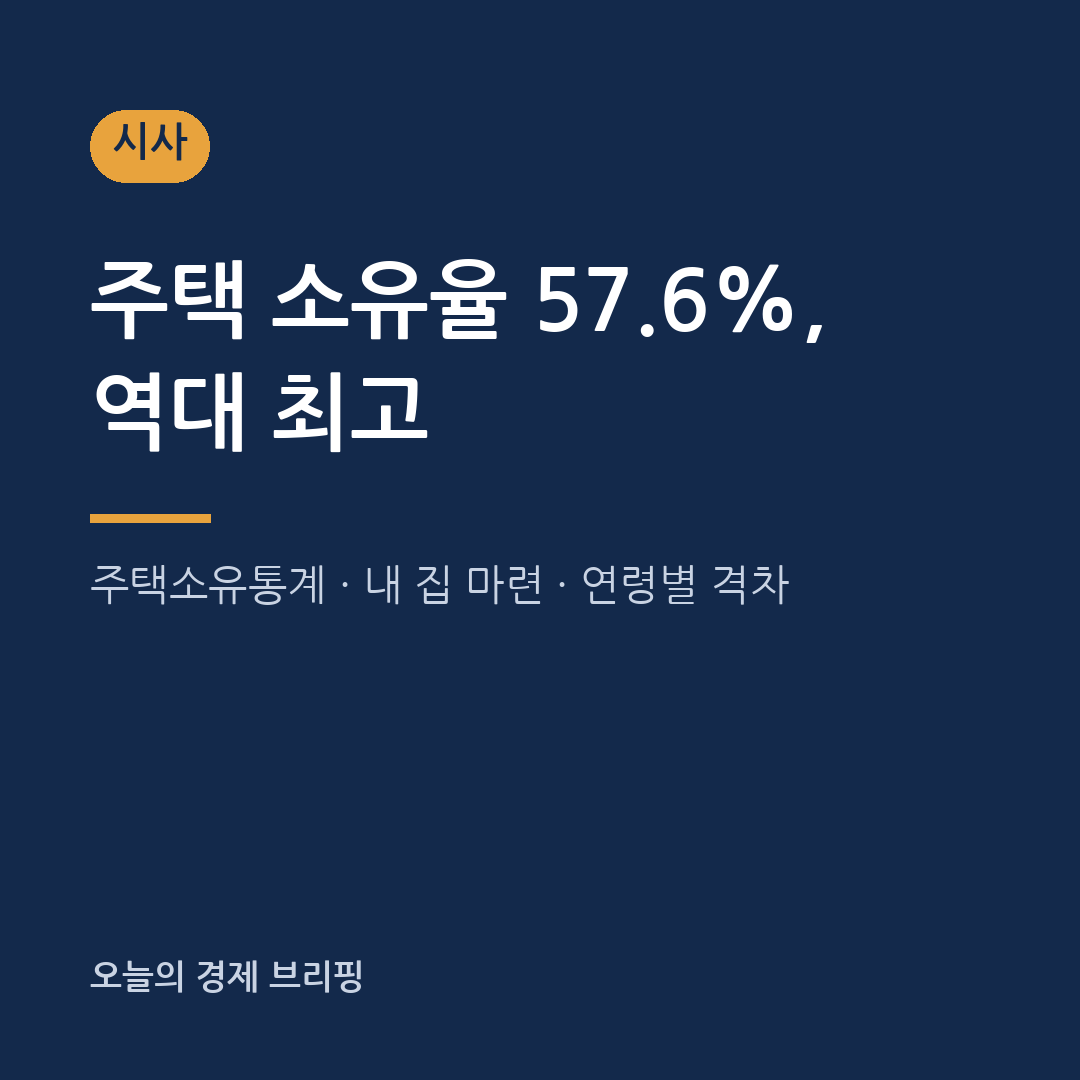 시사
주택 소유율 57.6%,
역대 최고
주택소유통계 · 내 집 마련 · 연령별 격차
오늘의 경제 브리핑